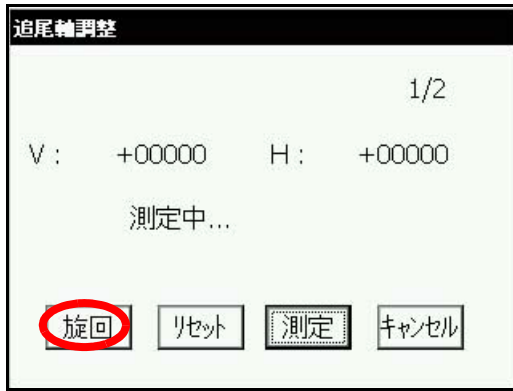 追尾軸調整
1/2
V: +00000 H: +00000
測定中...
旋回 リセット 測定 キャンセル